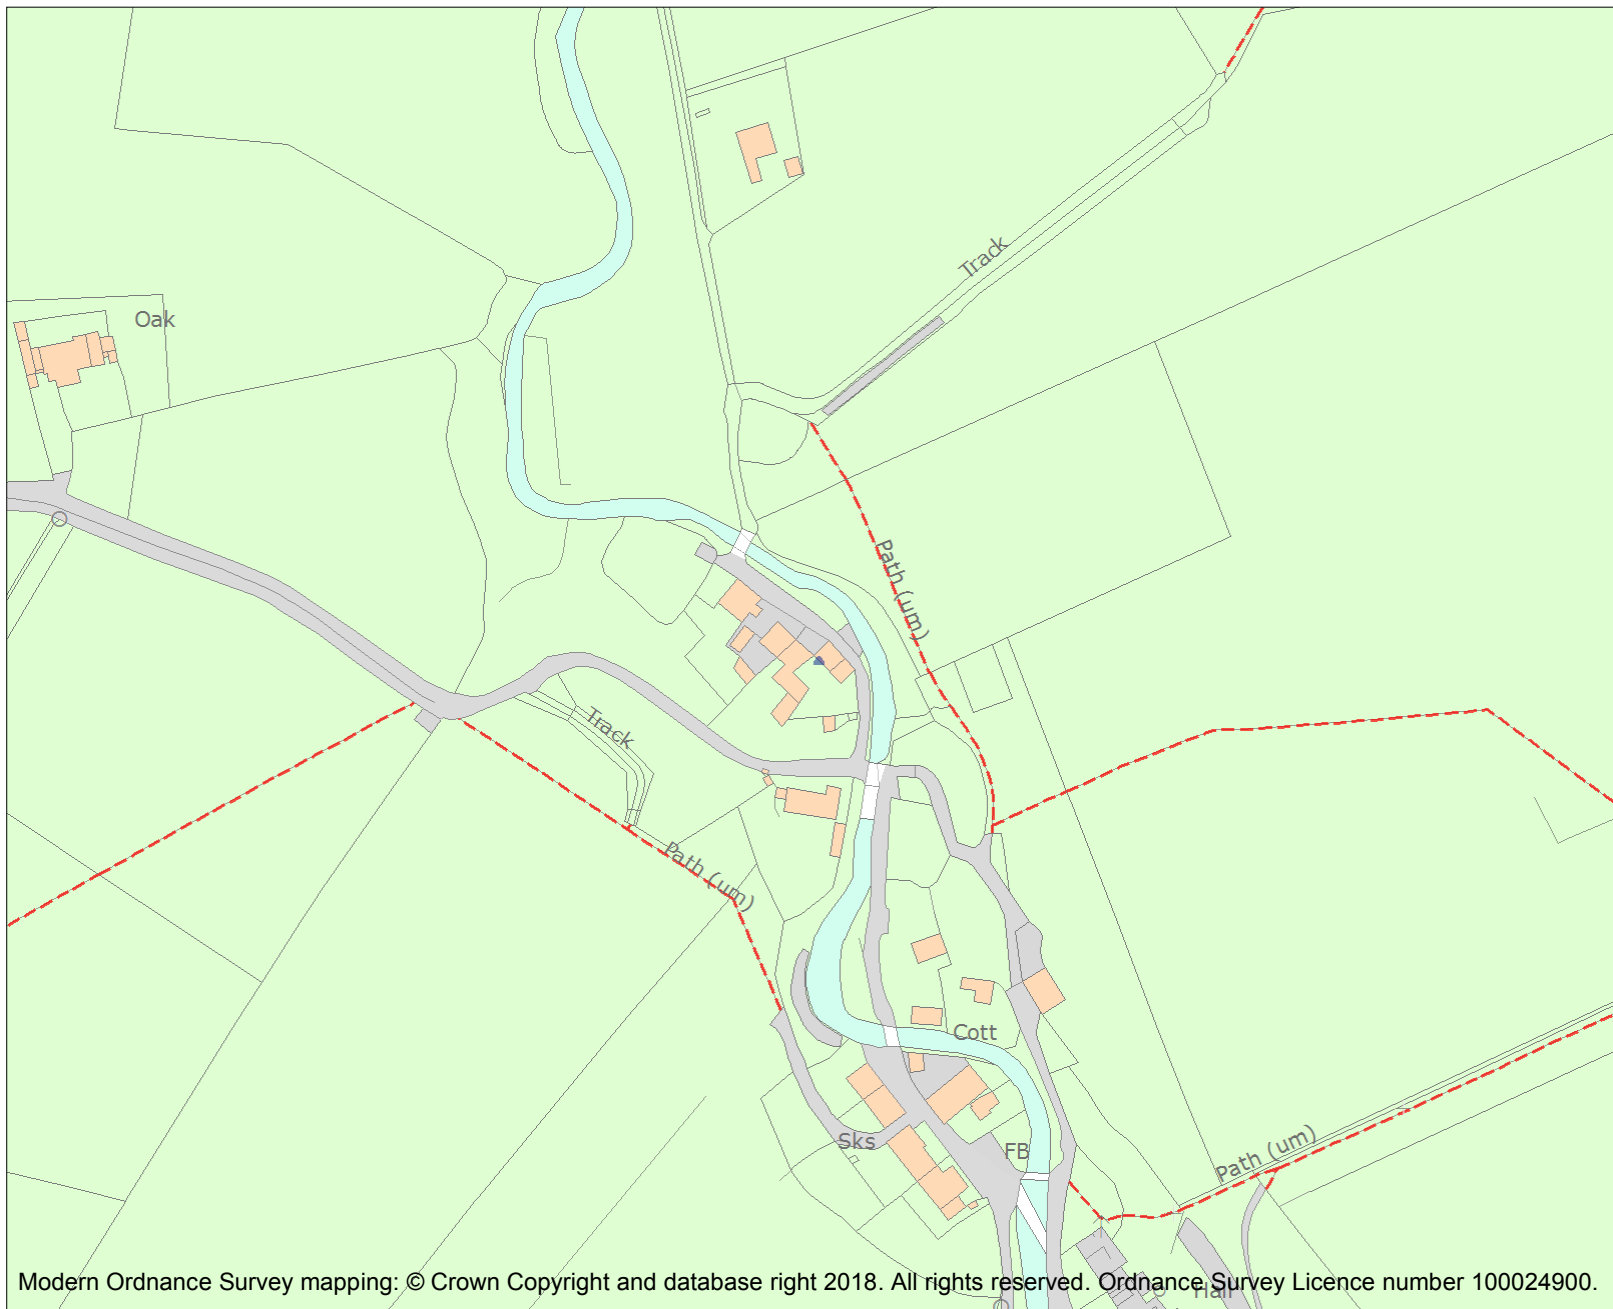 Track
Oak
Path (um)
Track
Path (um)
Cott
Sks
FB
Path (um)
Hall
Modern Ordnance Survey mapping: © Crown Copyright and database right 2018. All rights reserved. Ordnance Survey Licence number 100024900.